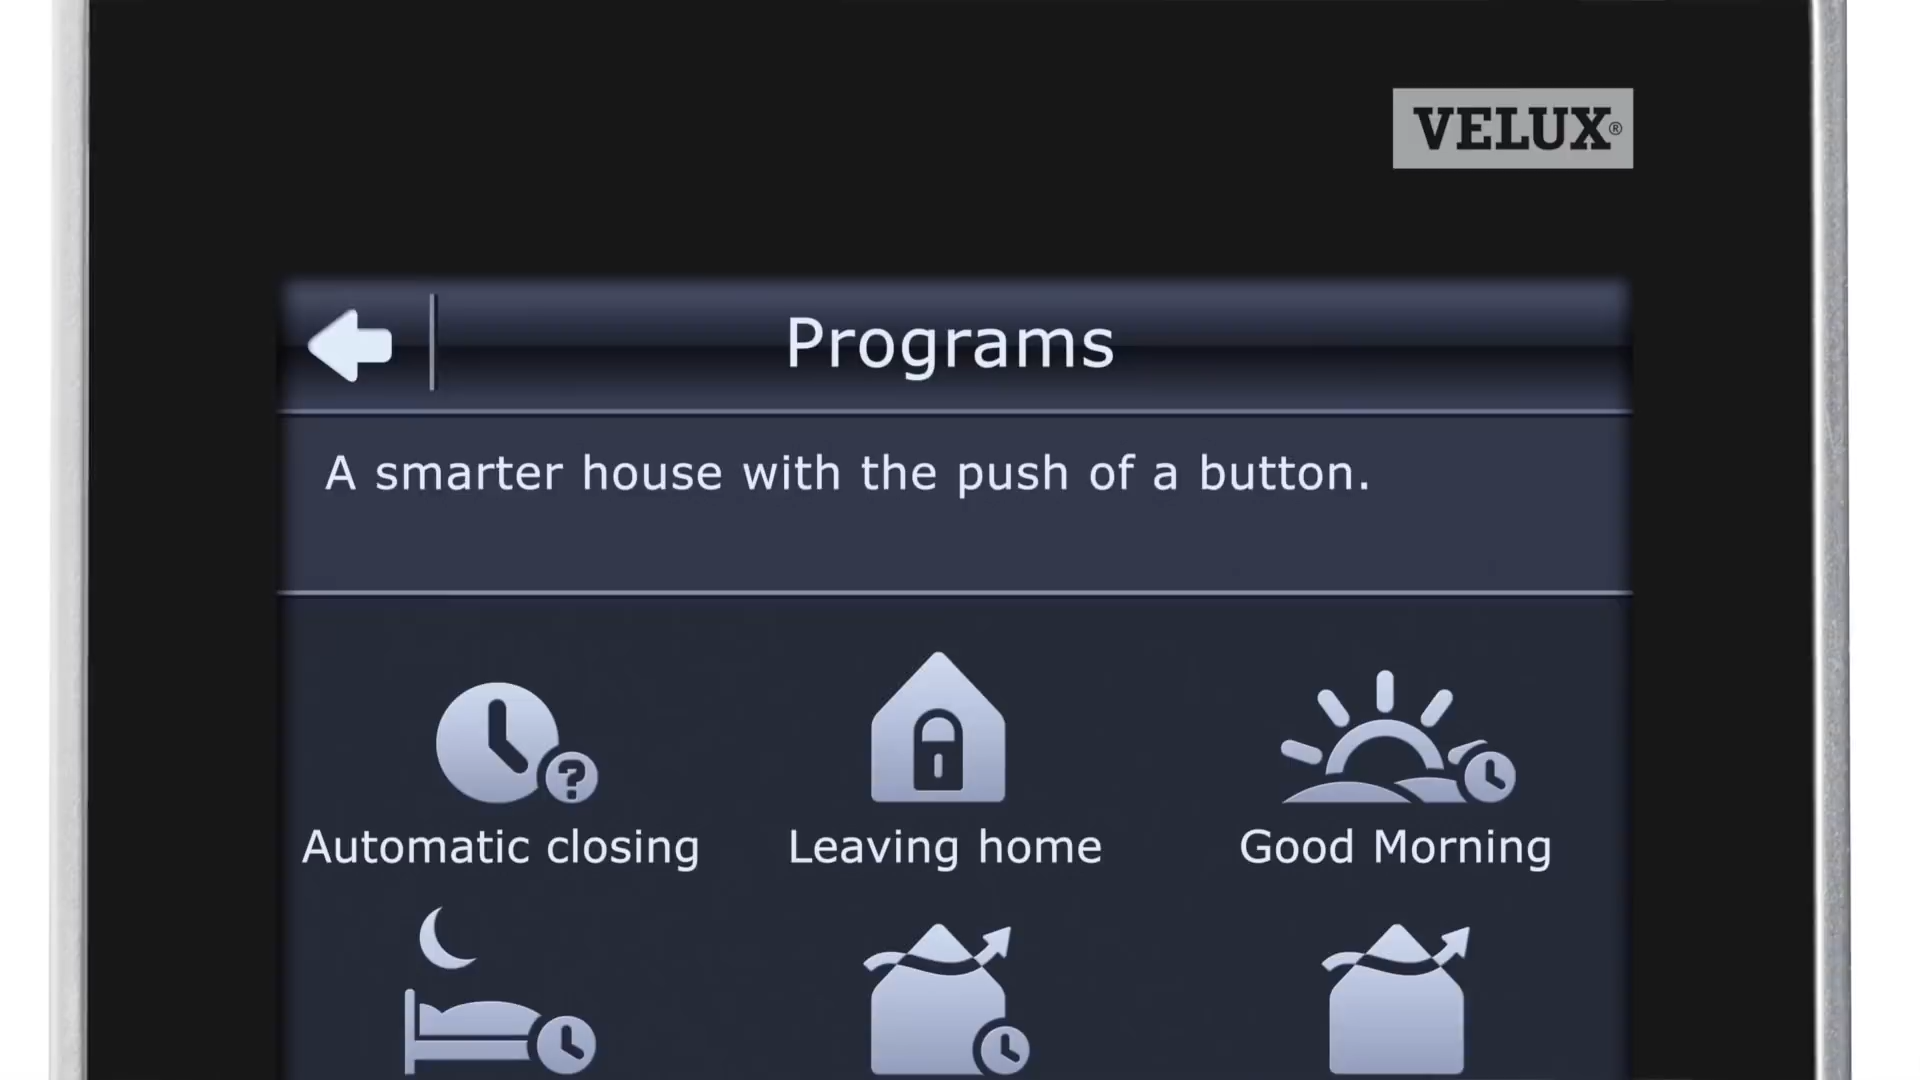 VELUX®
Programs
A smarter house with the push of a button.
Automatic closing
Leaving home
Good Morning